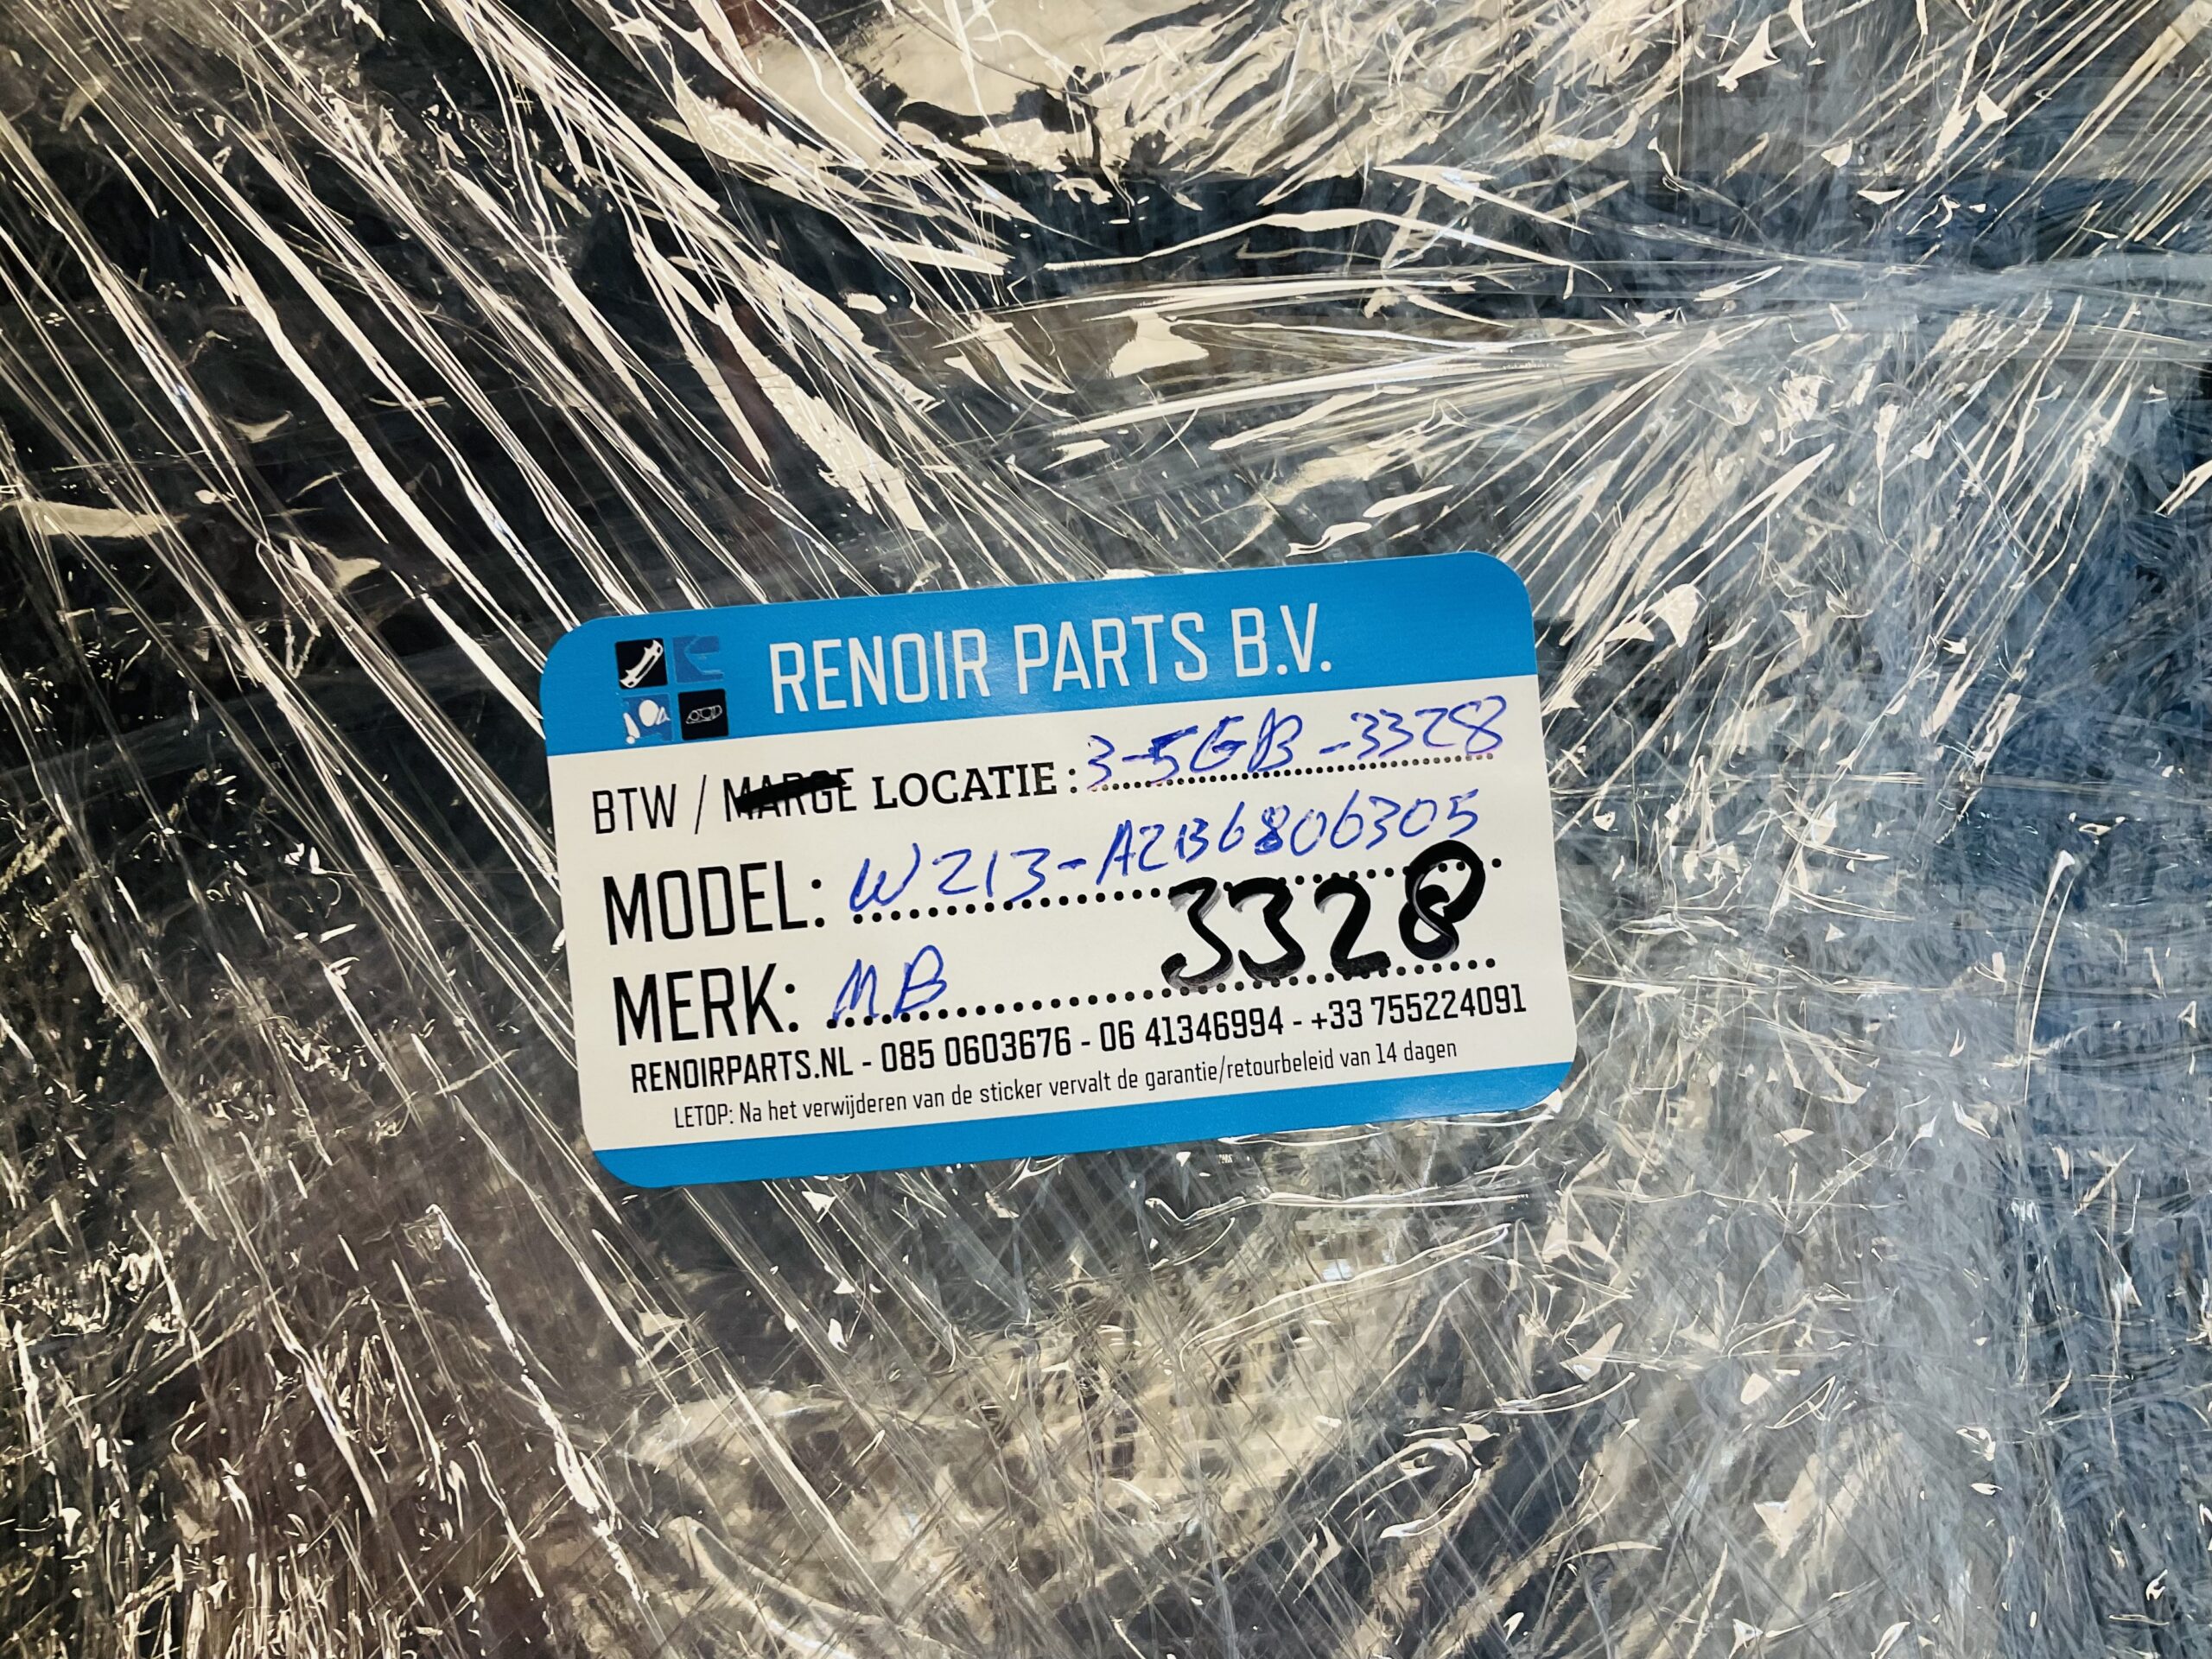 RENOIR PARTS B.V.
BTW / MARGE LOCATIE : 3-5GB-3328
MODEL: W213-A2136806305
3328
MERK: MB
RENOIRPARTS.NL - 085 0603676 - 06 41346994 - +33 755224091
LETOP: Na het verwijderen van de sticker vervalt de garantie/retourbeleid van 14 dagen